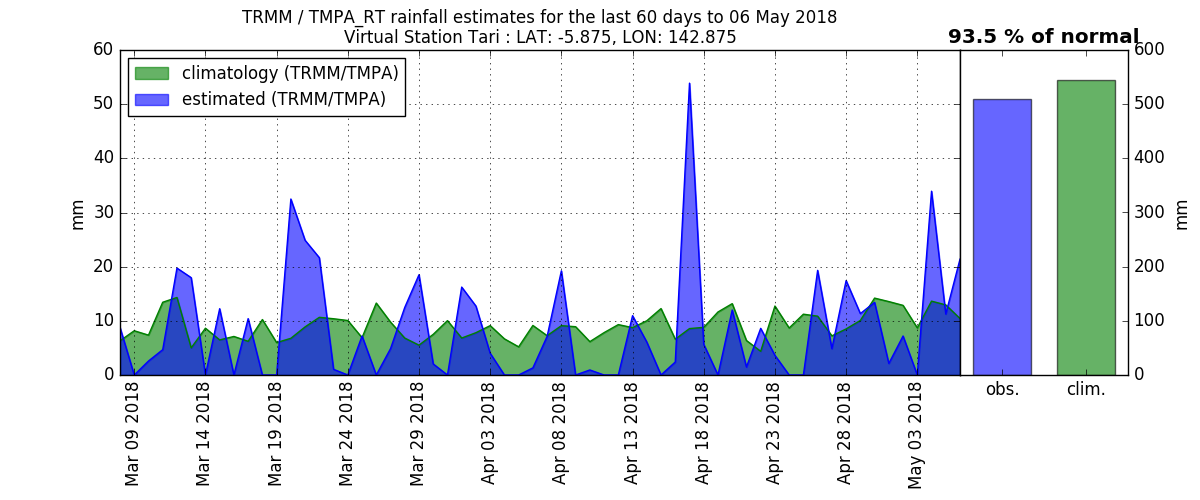 TRMM / TMPA_RT rainfall estimates for the last 60 days to 06 May 2018
Virtual Station Tari : LAT: -5.875, LON: 142.875
93.5 % of normal
climatology (TRMM/TMPA)
estimated (TRMM/TMPA)
60
50
40
30
20
10
0
mm
Mar 09 2018
Mar 14 2018
Mar 19 2018
Mar 24 2018
Mar 29 2018
Apr 03 2018
Apr 08 2018
Apr 13 2018
Apr 18 2018
Apr 23 2018
Apr 28 2018
May 03 2018
obs.
clim.
600
500
400
300
200
100
0
mm